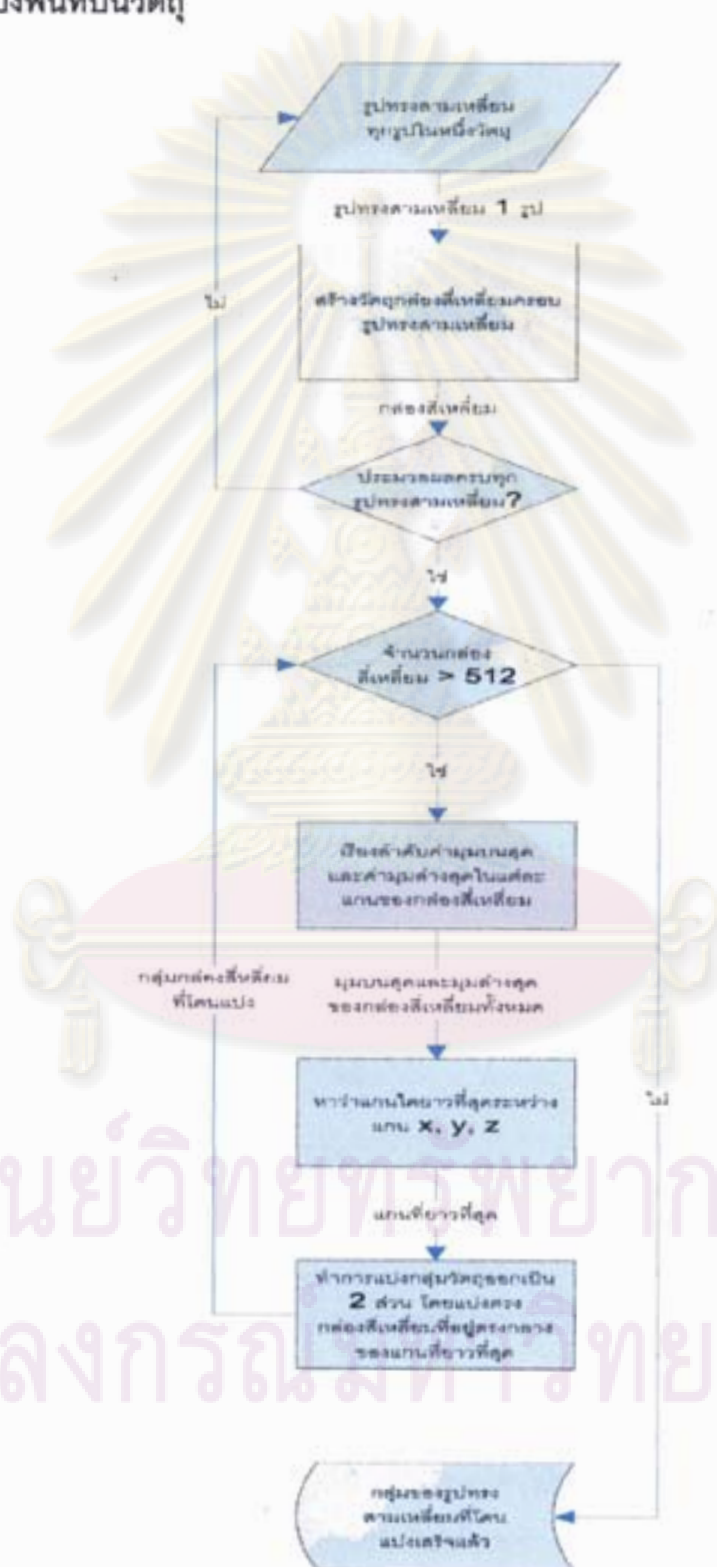 รูปทรงสามเหลี่ยม
ทุกรูปในหนึ่งวัตถุ
รูปทรงสามเหลี่ยม 1 รูป
ไม่
สร้างวัตถุกล่องสี่เหลี่ยมครอบ
รูปทรงสามเหลี่ยม
กล่องสี่เหลี่ยม
ประมวลผลครบทุก
รูปทรงสามเหลี่ยม?
ใช่
จำนวนกล่อง
สี่เหลี่ยม > 512
ใช่
เรียงลำดับค่ามุมบนสุด
และค่ามุมล่างสุดในแต่ละ
แกนของกล่องสี่เหลี่ยม
กลุ่มกล่องสี่เหลี่ยม
ที่โดนแบ่ง
มุมบนสุดและมุมล่างสุด
ของกล่องสี่เหลี่ยมทั้งหมด
หาว่าแกนใดยาวที่สุดระหว่าง
แกน x, y, z
ไม่
แกนที่ยาวที่สุด
ทำการแบ่งกลุ่มวัตถุออกเป็น
2 ส่วน โดยแบ่งตรง
กล่องสี่เหลี่ยมที่อยู่ตรงกลาง
ของแกนที่ยาวที่สุด
กลุ่มของรูปทรง
สามเหลี่ยมที่โดน
แบ่งเสร็จแล้ว